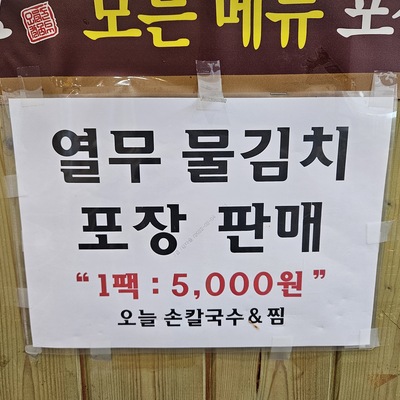 모든 메뉴 포
열무 물김치
포장 판매
“ 1팩 : 5,000원 ”
오늘 손칼국수 & 찜